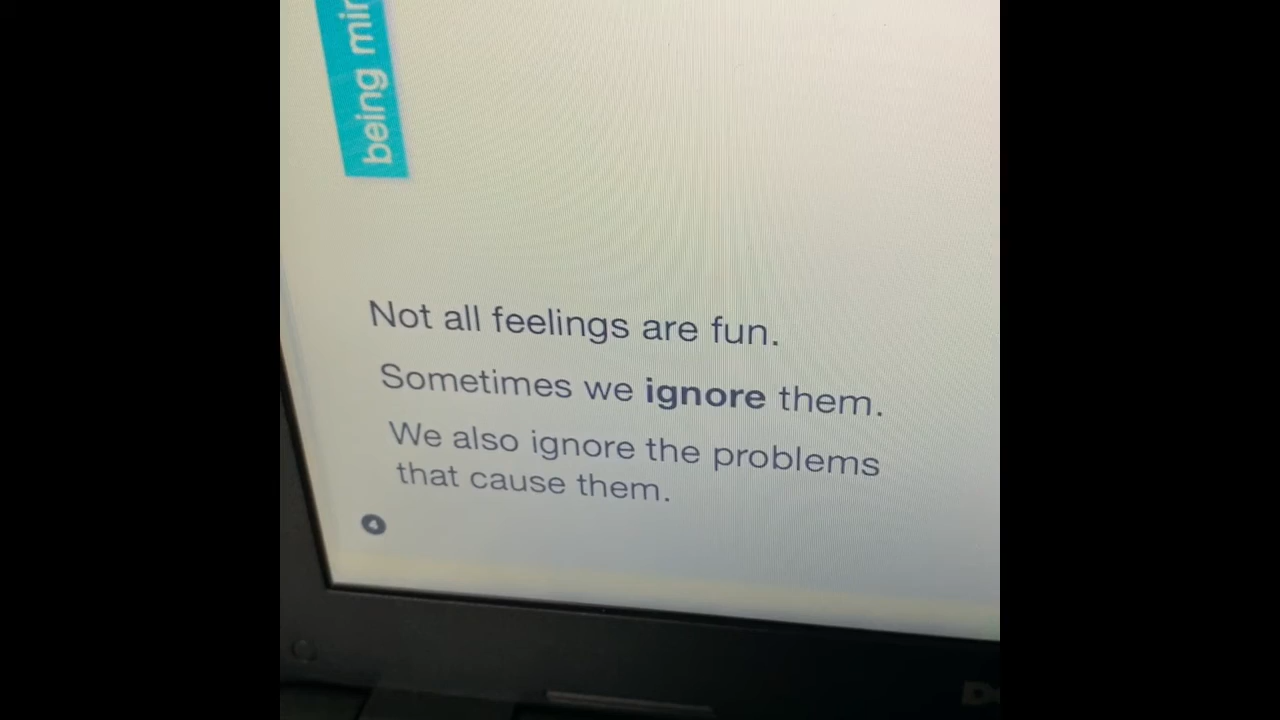 being
Not all feelings are fun.
Sometimes we ignore them.
We also ignore the problems
that cause them.
4